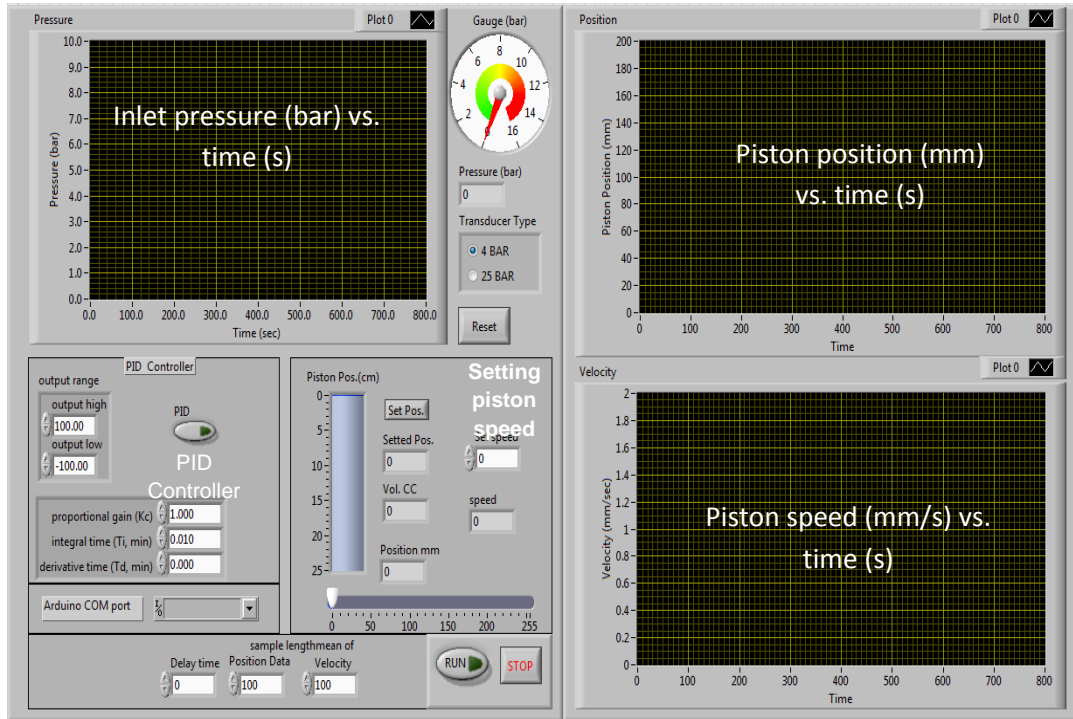 Pressure
Plot 0
10.0
9.0
8.0
7.0
6.0
5.0
4.0
3.0
2.0
1.0
0.0
Pressure (bar)
Inlet pressure (bar) vs.
time (s)
0.0 100.0 200.0 300.0 400.0 500.0 600.0 700.0 800.0
Time (sec)
Gauge (bar)
0 2 4 6 8 10 12 14 16
Pressure (bar)
0
Transducer Type
4 BAR
25 BAR
Reset
Position
Plot 0
200
180
160
140
120
100
80
60
40
20
0
Piston Position (mm)
Piston position (mm)
vs. time (s)
0 100 200 300 400 500 600 700 800
Time
PID Controller
output range
output high
100.00
output low
-100.00
PID
PID
Controller
proportional gain (Kc) 1.000
integral time (Ti, min) 0.010
derivative time (Td, min) 0.000
Arduino COM port
I/O
Piston Pos.(cm)
0
5
10
15
20
25
Set Pos.
Setted Pos.
0
Vol. CC
0
Position mm
0
Setting
piston
speed
Set speed
0
speed
0
0 50 100 150 200 255
sample lengthmean of
Delay time Position Data Velocity
0 100 100
RUN
STOP
Velocity
Plot 0
2
1.8
1.6
1.4
1.2
1
0.8
0.6
0.4
0.2
0
Velocity (mm/sec)
Piston speed (mm/s) vs.
time (s)
0 100 200 300 400 500 600 700 800
Time